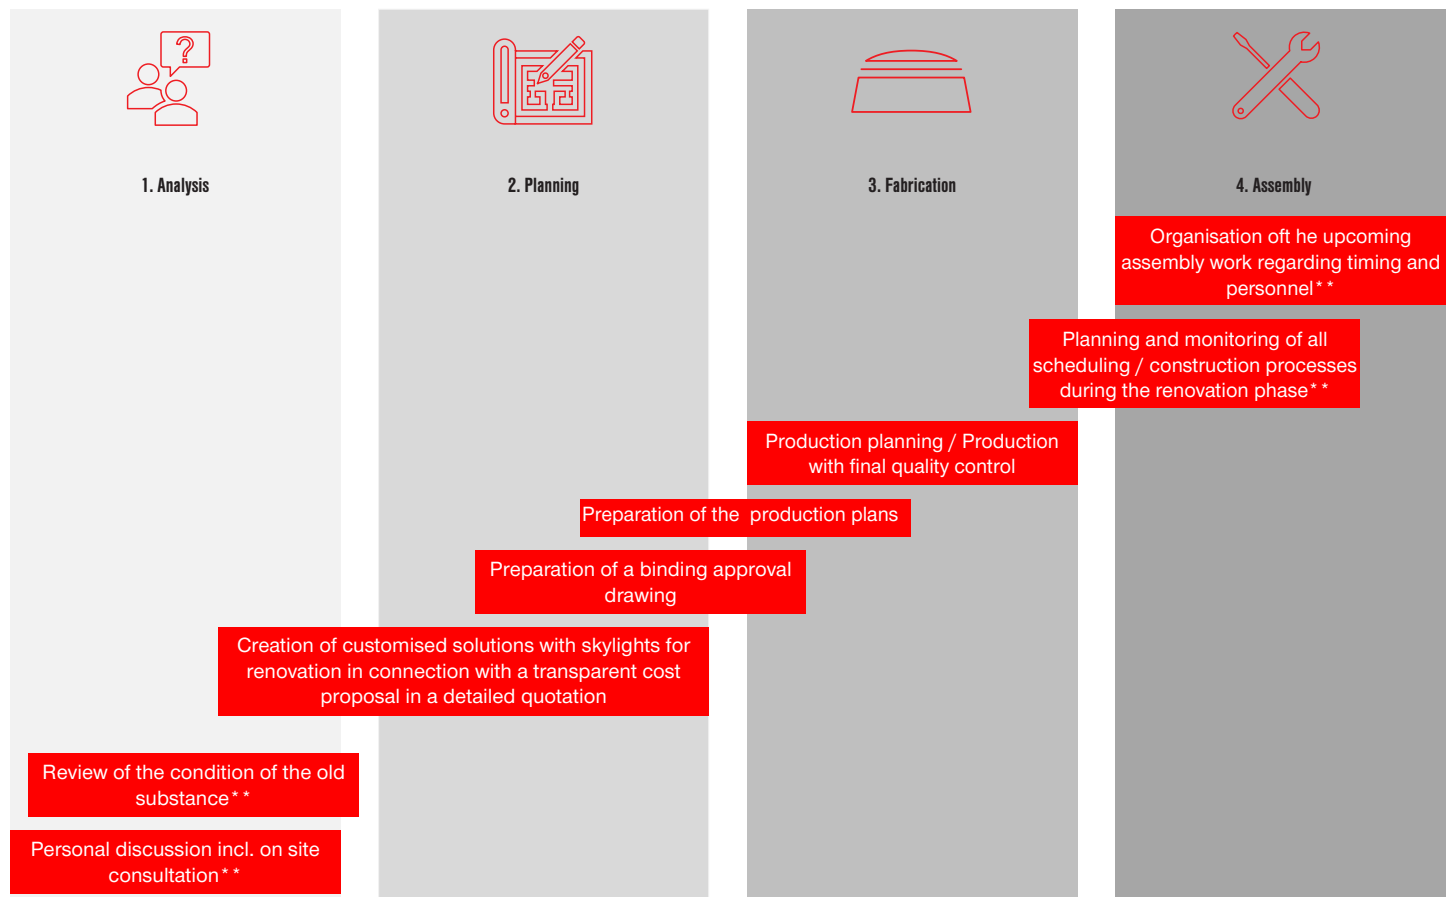 ?
1. Analysis
2. Planning
3. Fabrication
4. Assembly
Organisation oft he upcoming
assembly work regarding timing and
personnel**
Planning and monitoring of all
scheduling / construction processes
during the renovation phase**
Production planning / Production
with final quality control
Preparation of the  production plans
Preparation of a binding approval
drawing
Creation of customised solutions with skylights for
renovation in connection with a transparent cost
proposal in a detailed quotation
Review of the condition of the old
substance**
Personal discussion incl. on site
consultation**